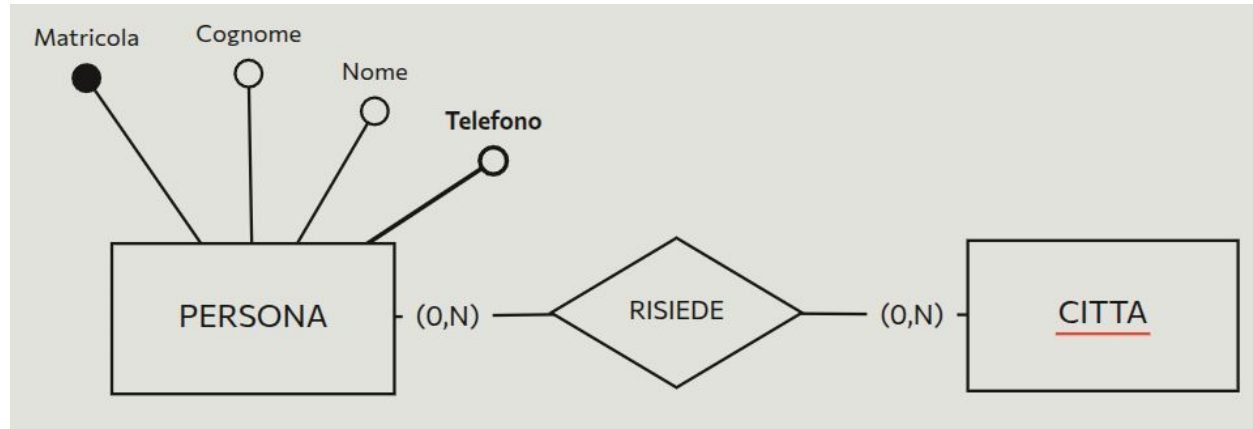 Matricola
Cognome
Nome
Telefono
PERSONA
(0,N)
RISIEDE
(0,N)
CITTA